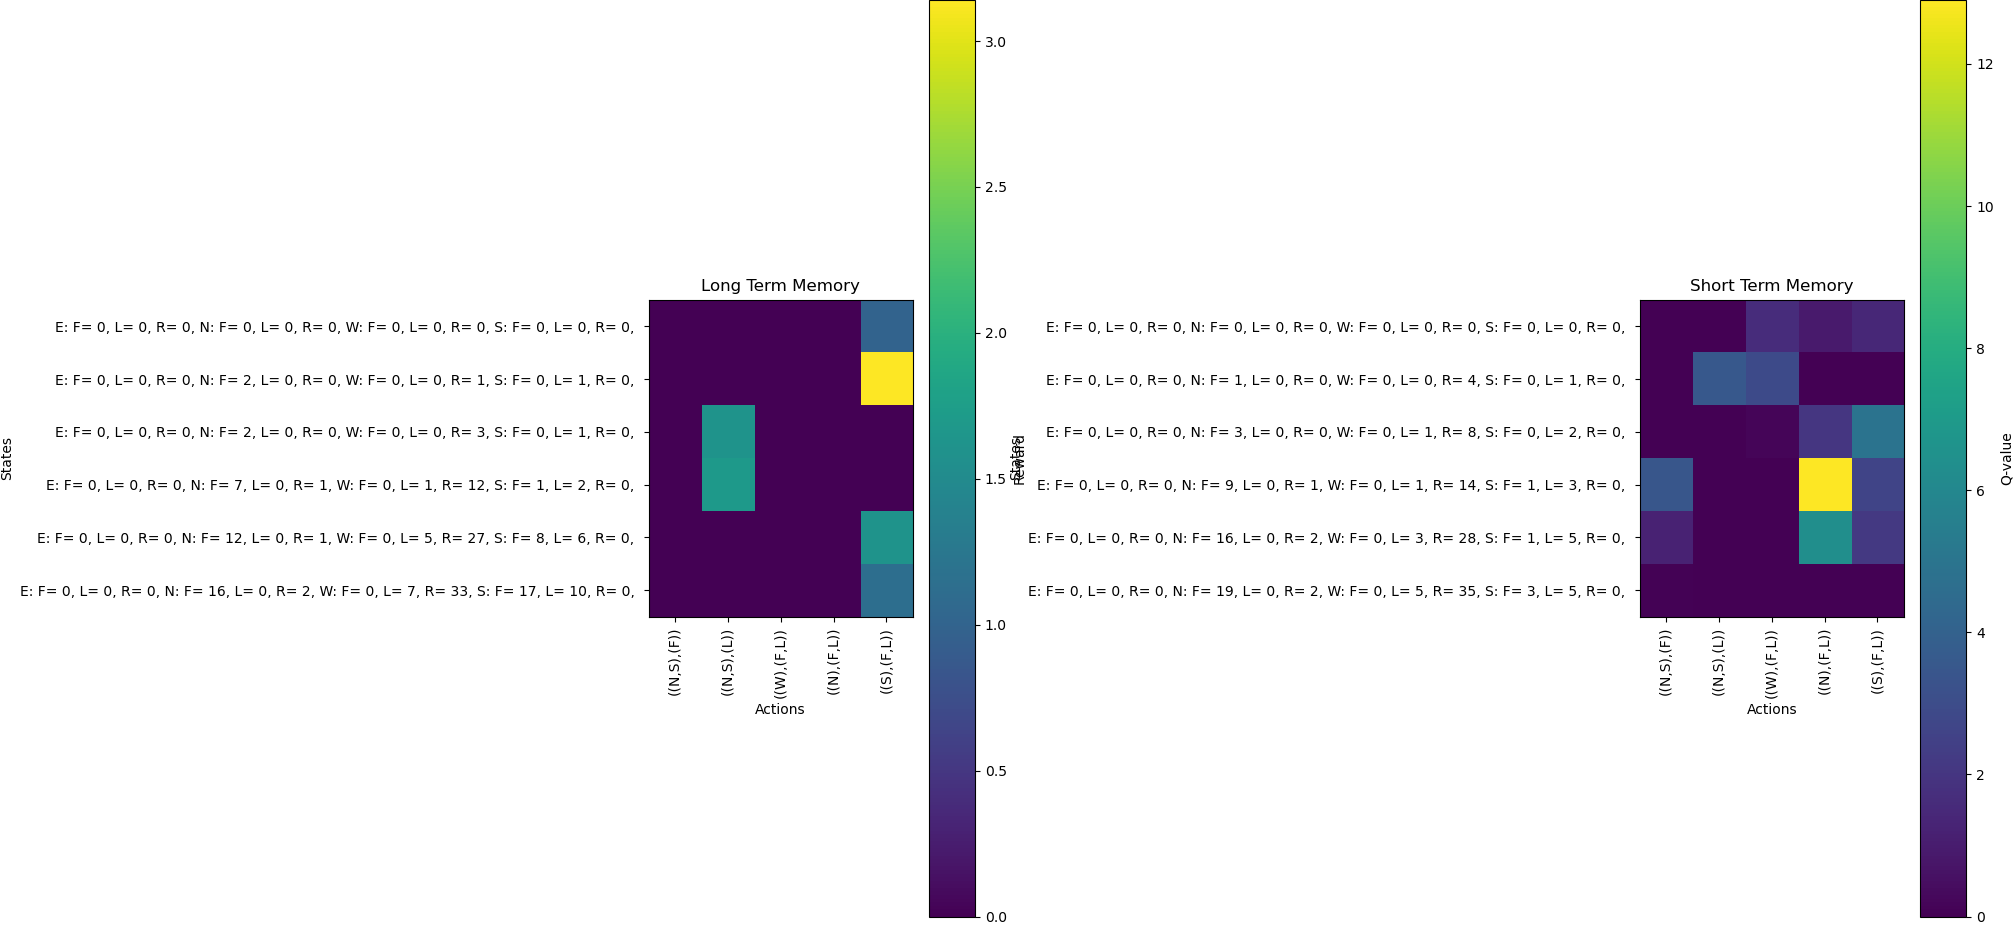 Long Term Memory
States
E: F= 0, L= 0, R= 0, N: F= 0, L= 0, R= 0, W: F= 0, L= 0, R= 0, S: F= 0, L= 0, R= 0,
E: F= 0, L= 0, R= 0, N: F= 2, L= 0, R= 0, W: F= 0, L= 0, R= 1, S: F= 0, L= 1, R= 0,
E: F= 0, L= 0, R= 0, N: F= 2, L= 0, R= 0, W: F= 0, L= 0, R= 3, S: F= 0, L= 1, R= 0,
E: F= 0, L= 0, R= 0, N: F= 7, L= 0, R= 1, W: F= 0, L= 1, R= 12, S: F= 1, L= 2, R= 0,
E: F= 0, L= 0, R= 0, N: F= 12, L= 0, R= 1, W: F= 0, L= 5, R= 27, S: F= 8, L= 6, R= 0,
E: F= 0, L= 0, R= 0, N: F= 16, L= 0, R= 2, W: F= 0, L= 7, R= 33, S: F= 17, L= 10, R= 0,
((N,S),(F))
((N,S),(L))
((W),(F,L))
((N),(F,L))
((S),(F,L))
Actions
3.0
2.5
2.0
1.5
1.0
0.5
0.0
Reward
Short Term Memory
States
E: F= 0, L= 0, R= 0, N: F= 0, L= 0, R= 0, W: F= 0, L= 0, R= 0, S: F= 0, L= 0, R= 0,
E: F= 0, L= 0, R= 0, N: F= 1, L= 0, R= 0, W: F= 0, L= 0, R= 4, S: F= 0, L= 1, R= 0,
E: F= 0, L= 0, R= 0, N: F= 3, L= 0, R= 0, W: F= 0, L= 1, R= 8, S: F= 0, L= 2, R= 0,
E: F= 0, L= 0, R= 0, N: F= 9, L= 0, R= 1, W: F= 0, L= 1, R= 14, S: F= 1, L= 3, R= 0,
E: F= 0, L= 0, R= 0, N: F= 16, L= 0, R= 2, W: F= 0, L= 3, R= 28, S: F= 1, L= 5, R= 0,
E: F= 0, L= 0, R= 0, N: F= 19, L= 0, R= 2, W: F= 0, L= 5, R= 35, S: F= 3, L= 5, R= 0,
((N,S),(F))
((N,S),(L))
((W),(F,L))
((N),(F,L))
((S),(F,L))
Actions
12
10
8
6
4
2
0
Q-value